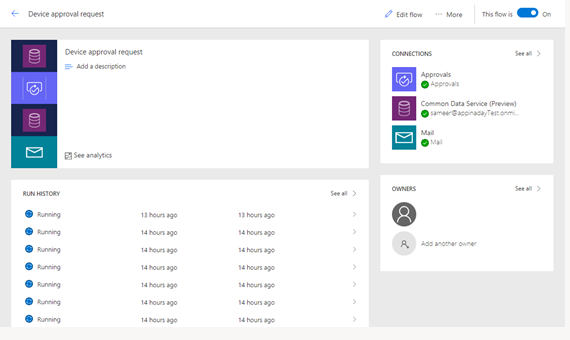 Device approval request
Edit flow
··· More
This flow is
On
Device approval request
Add a description
See analytics
CONNECTIONS
See all
Approvals
Approvals
Common Data Service (Preview)
sameer@appinadayTest.onmi...
Mail
Mail
RUN HISTORY
See all
Running 13 hours ago 13 hours ago
Running 14 hours ago 14 hours ago
Running 14 hours ago 14 hours ago
Running 14 hours ago 14 hours ago
Running 14 hours ago 14 hours ago
Running 14 hours ago 14 hours ago
Running 14 hours ago 14 hours ago
OWNERS
See all
Add another owner